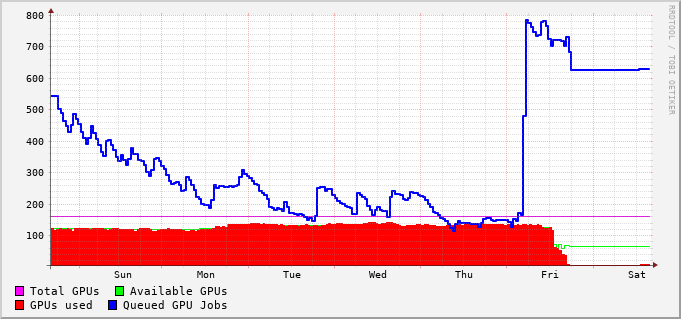 800
700
600
500
400
300
200
100
Sun Mon Tue Wed Thu Fri Sat
Total GPUs Available GPUs
GPUs used Queued GPU Jobs
RRDTOOL / TOBI OETIKER